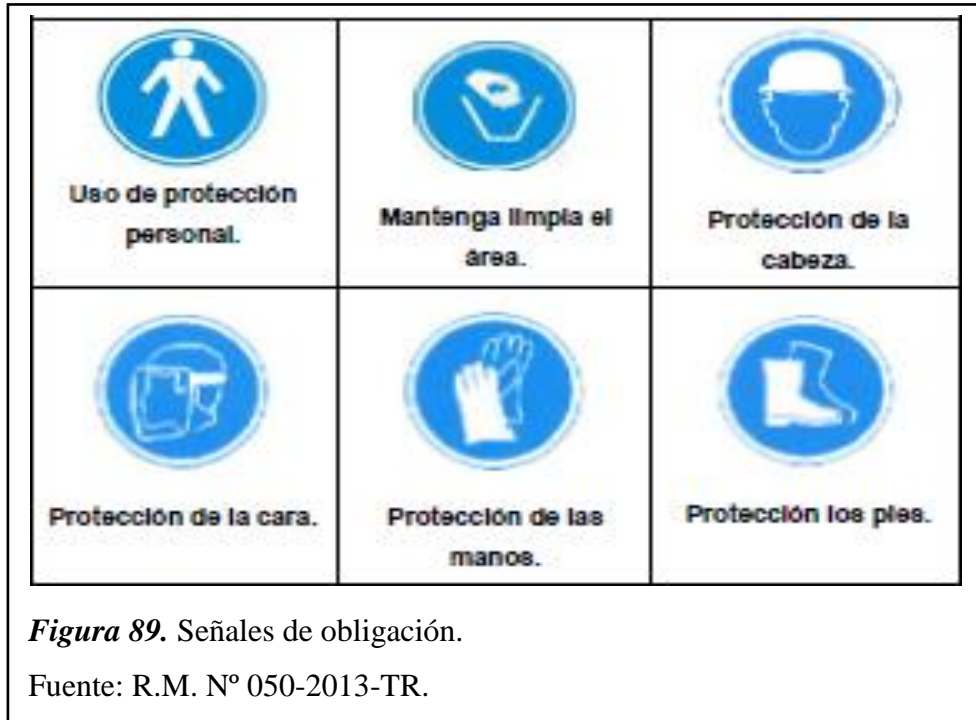 Uso de protección
personal.
Mantenga limpia el
área.
Protección de la
cabeza.
Protección de la cara.
Protección de las
manos.
Protección los pies.
Figura 89. Señales de obligación.
Fuente: R.M. Nº 050-2013-TR.